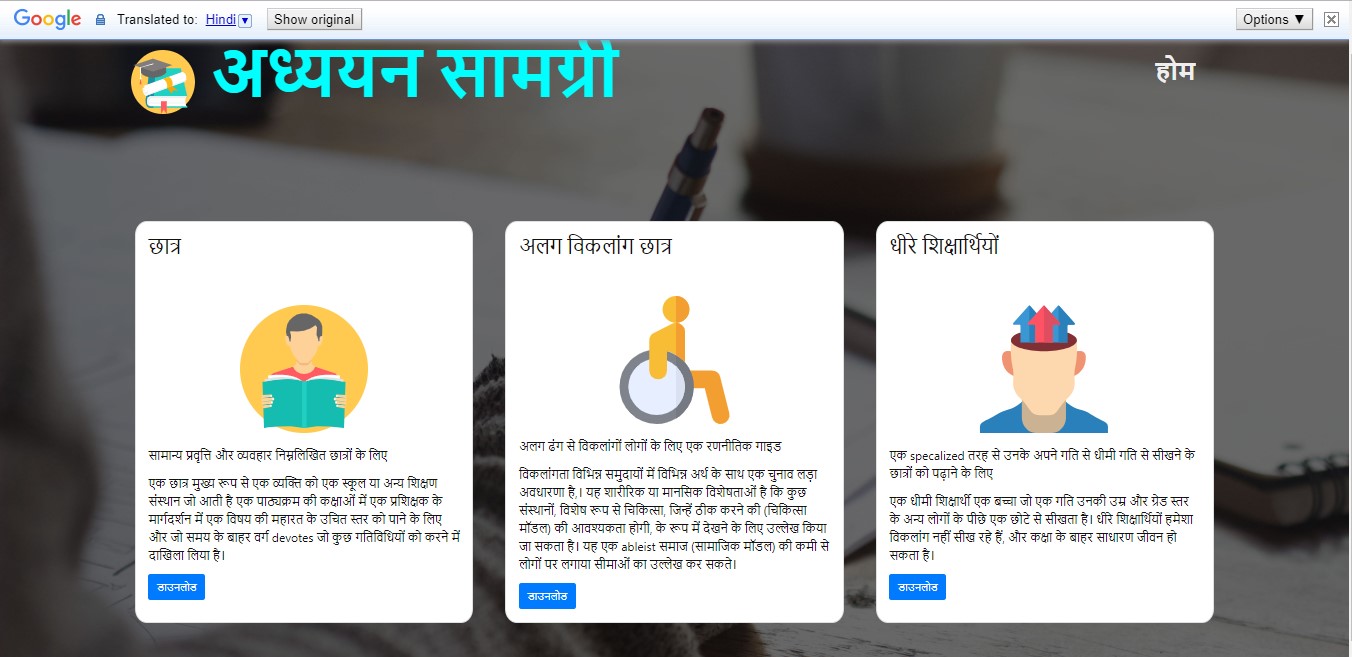 Google Translated to: Hindi Show original Options ▼
अध्ययन सामग्री
होम
छात्र
सामान्य प्रवृत्ति और व्यवहार निम्नलिखित छात्रों के लिए
एक छात्र मुख्य रूप से एक व्यक्ति को एक स्कूल या अन्य शिक्षण
संस्थान जो आती है एक पाठ्यक्रम की कक्षाओं में एक प्रशिक्षक के
मार्गदर्शन में एक विषय की महारत के उचित स्तर को पाने के लिए
और जो समय के बाहर वर्ग devotes जो कुछ गतिविधियों को करने में
दाखिला लिया है।
डाउनलोड
अलग विकलांग छात्र
अलग ढंग से विकलांगों लोगों के लिए एक रणनीतिक गाइड
विकलांगता विभिन्न समुदायों में विभिन्न अर्थ के साथ एक चुनाव लड़ा
अवधारणा है,। यह शारीरिक या मानसिक विशेषताओं है कि कुछ
संस्थानों, विशेष रूप से चिकित्सा, जिन्हें ठीक करने की (चिकित्सा
मॉडल) की आवश्यकता होगी, के रूप में देखने के लिए उल्लेख किया
जा सकता है। यह एक ableist समाज (सामाजिक मॉडल) की कमी से
लोगों पर लगाया सीमाओं का उल्लेख कर सकते।
डाउनलोड
धीरे शिक्षार्थियों
एक specalized तरह से उनके अपने गति से धीमी गति से सीखने के
छात्रों को पढ़ाने के लिए
एक धीमी शिक्षार्थी एक बच्चा जो एक गति उनकी उम्र और ग्रेड स्तर
के अन्य लोगों के पीछे एक छोटे से सीखता है। धीरे शिक्षार्थियों हमेशा
विकलांग नहीं सीख रहे हैं, और कक्षा के बाहर साधारण जीवन हो
सकता है।
डाउनलोड